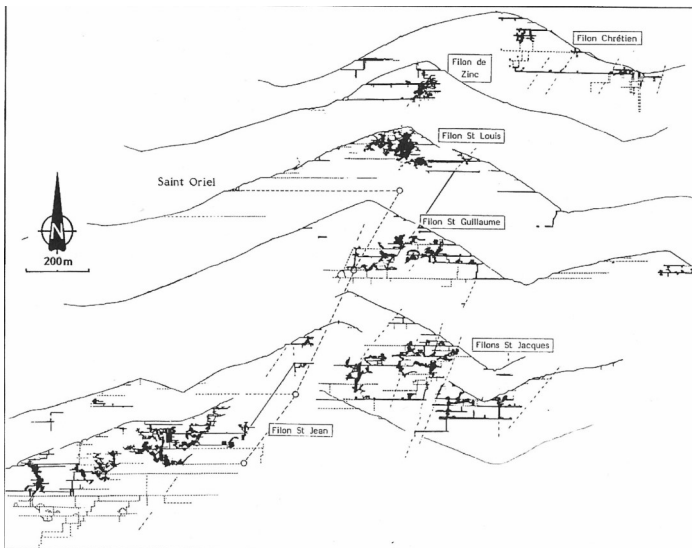 Filon Chrétien
Filon de
Zinc
Filon St Louis
Saint Oriel
N
Filon St Guillaume
200m
Filons St Jacques
Filon St Jean